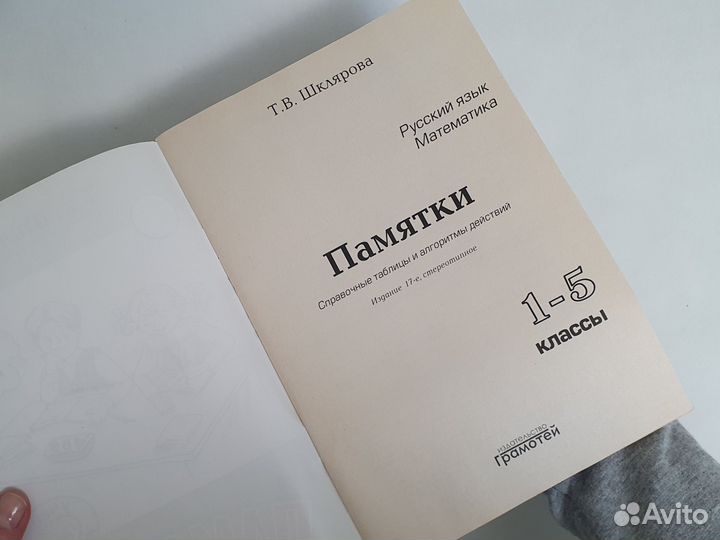 Т.В. Шклярова
Русский язык
Математика
Памятки
Справочные таблицы и алгоритмы действий
Издание 17-е, стереотипное
1-5
классы
издательство
Грамотей
Avito